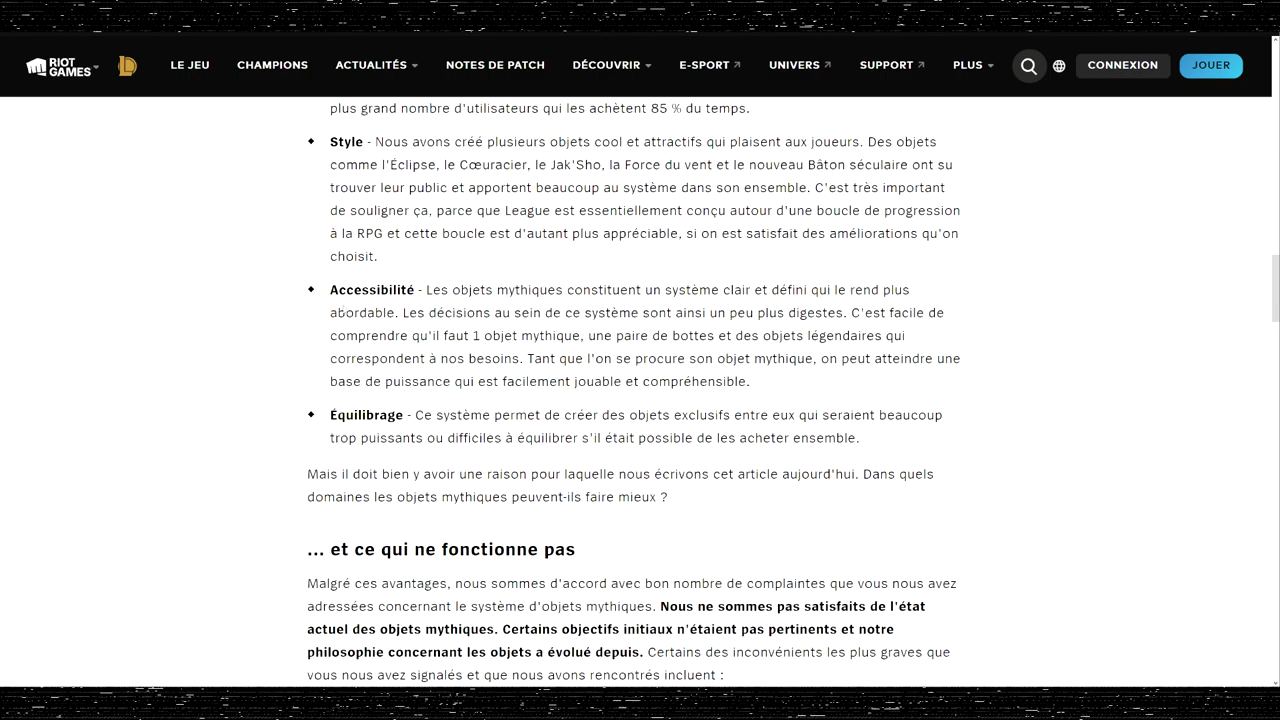 RIOT GAMES
LE JEU CHAMPIONS ACTUALITÉS NOTES DE PATCH DÉCOUVRIR E-SPORT UNIVERS SUPPORT PLUS CONNEXION JOUER
plus grand nombre d'utilisateurs qui les achètent 85 % du temps.
Style - Nous avons créé plusieurs objets cool et attractifs qui plaisent aux joueurs. Des objets
comme l'Éclipse, le Cœuracier, le Jak'Sho, la Force du vent et le nouveau Bâton séculaire ont su
trouver leur public et apportent beaucoup au système dans son ensemble. C'est très important
de souligner ça, parce que League est essentiellement conçu autour d'une boucle de progression
à la RPG et cette boucle est d'autant plus appréciable, si on est satisfait des améliorations qu'on
choisit.
Accessibilité - Les objets mythiques constituent un système clair et défini qui le rend plus
abordable. Les décisions au sein de ce système sont ainsi un peu plus digestes. C'est facile de
comprendre qu'il faut 1 objet mythique, une paire de bottes et des objets légendaires qui
correspondent à nos besoins. Tant que l'on se procure son objet mythique, on peut atteindre une
base de puissance qui est facilement jouable et compréhensible.
Équilibrage - Ce système permet de créer des objets exclusifs entre eux qui seraient beaucoup
trop puissants ou difficiles à équilibrer s'il était possible de les acheter ensemble.
Mais il doit bien y avoir une raison pour laquelle nous écrivons cet article aujourd'hui. Dans quels
domaines les objets mythiques peuvent-ils faire mieux ?
... et ce qui ne fonctionne pas
Malgré ces avantages, nous sommes d'accord avec bon nombre de complaintes que vous nous avez
adressées concernant le système d'objets mythiques. Nous ne sommes pas satisfaits de l'état
actuel des objets mythiques. Certains objectifs initiaux n'étaient pas pertinents et notre
philosophie concernant les objets a évolué depuis. Certains des inconvénients les plus graves que
vous nous avez signalés et que nous avons rencontrés incluent :